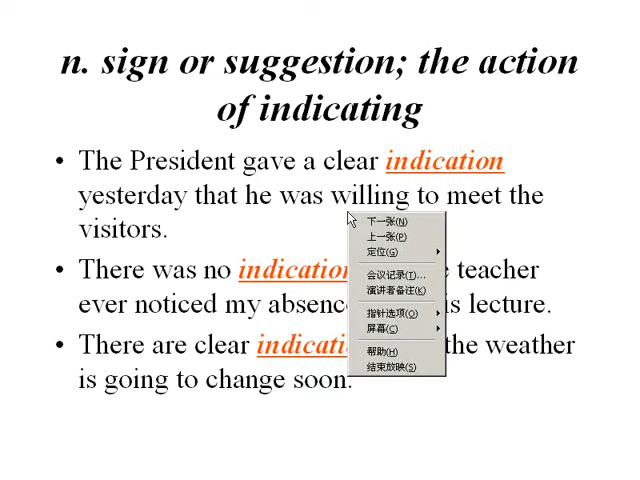 n. sign or suggestion; the action
of indicating
• The President gave a clear indication
yesterday that he was willing to meet the
visitors.
• There was no indication teacher
ever noticed my absence lecture.
• There are clear the weather
is going to change soon.
下一张(N)
上一张(P)
定位(G)
会议记录(T)...
演讲者备注(K)
指针选项(O)
屏幕(C)
帮助(H)
结束放映(S)